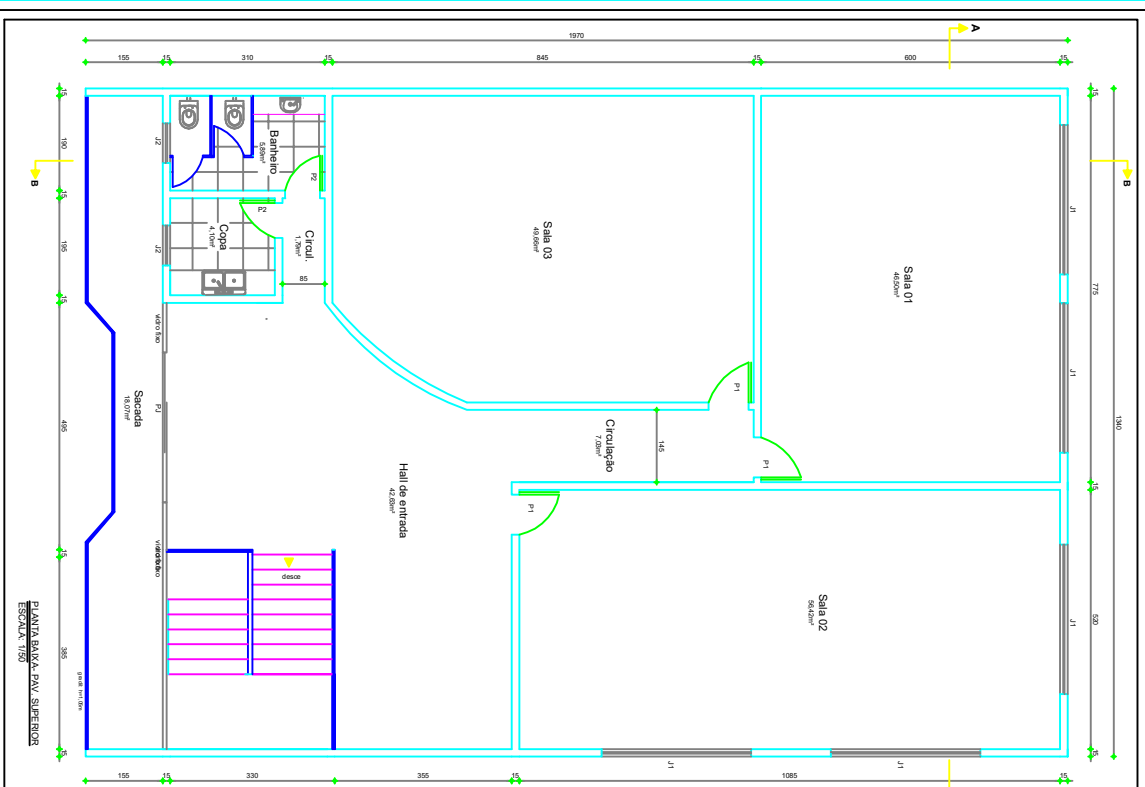 1970
155
15
310
15
845
15
600
15
A
B
B
15
190
15
195
15
495
15
385
15
15
775
15
520
15
1340
Banheiro
5,89m²
P2
J2
Copa
4,10m²
P2
J2
Circul.
1,79m²
85
Sala 03
49,66m²
Sala 01
46,50m²
J1
J1
P1
P1
Circulação
7,03m²
145
Hall de entrada
42,69m²
P1
Sala 02
56,42m²
J1
J1
J1
vidro fixo
PJ
Sacada
18,07m²
desce
155
15
330
355
15
1085
15
PLANTA BAIXA- PAV. SUPERIOR
ESCALA: 1/50